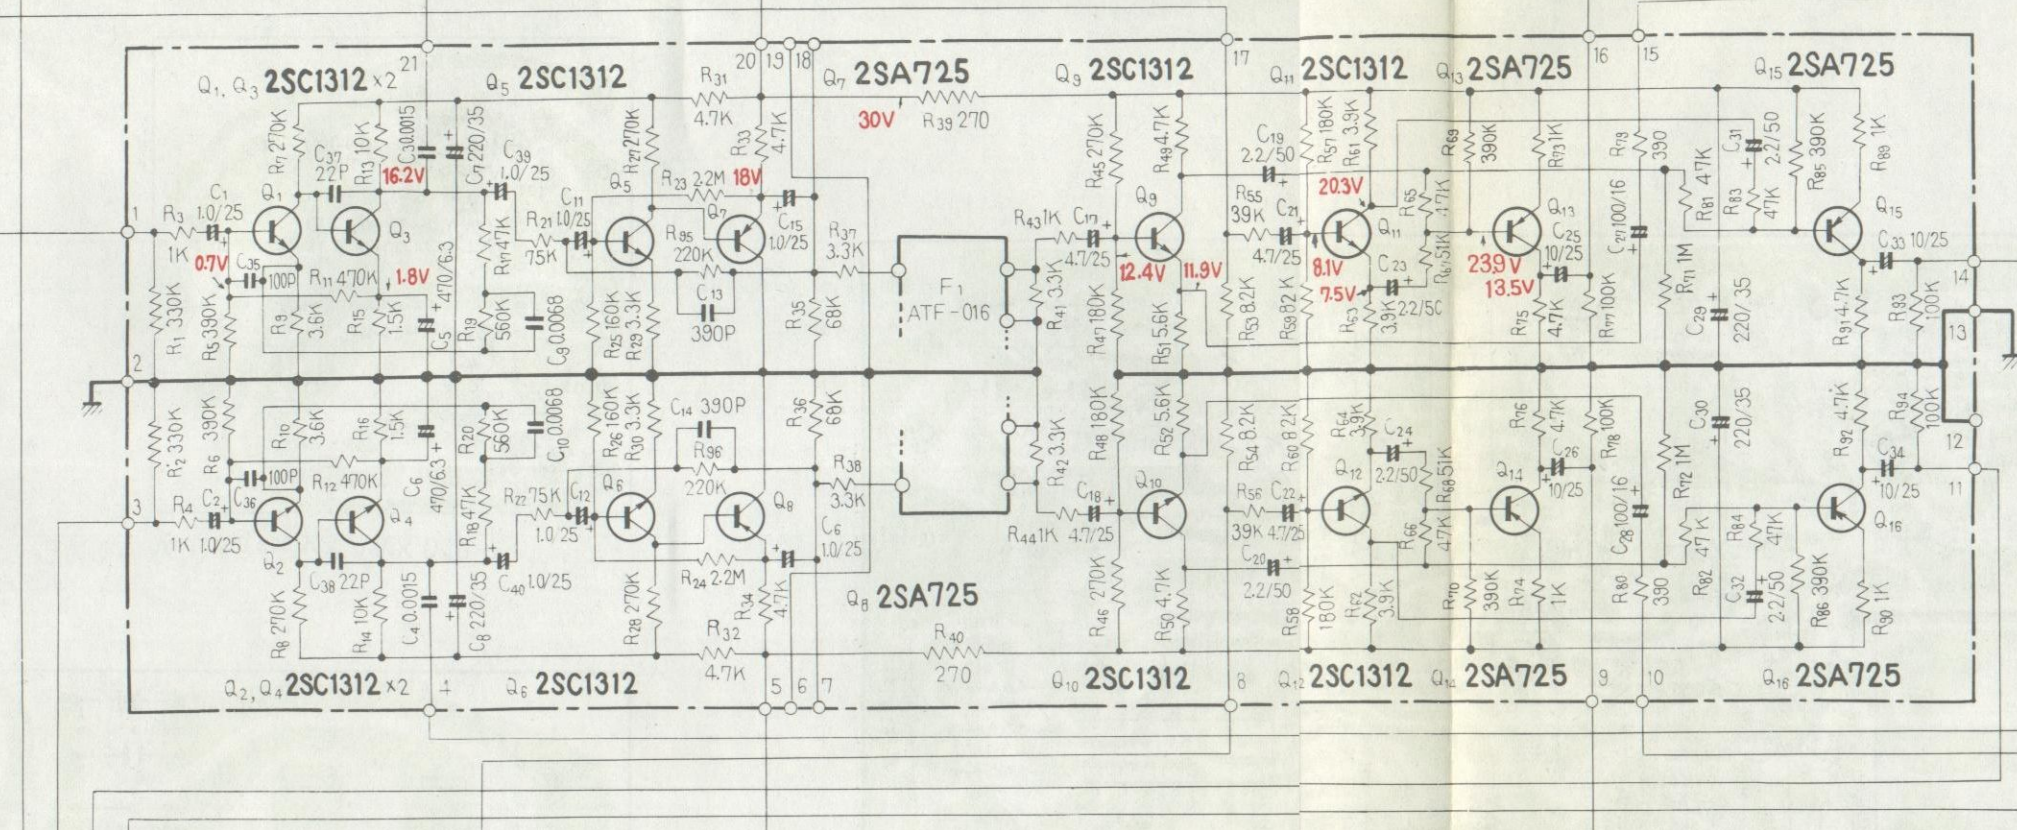 Q1, Q3 2SC1312 ×2
21
Q5 2SC1312
R31
4.7K
20 19 18
Q7 2SA725
30V
R39 270
Q9 2SC1312
17
Q11 2SC1312
Q13 2SA725
16 15
Q15 2SA725
R7 270K
C37
22P
R13 10K
C3 0.0015
C7 220/35
C39
1.0/25
16.2V
R27 270K
R33 4.7K
R23 2.2M
18V
R45 270K
R49 4.7K
C19
2.2/50
R57 180K
R61 3.9K
20.3V
R69 390K
R73 1K
R79 390
R81 47K
R83 47K
C31 2.2/50
R85 390K
R89 1K
1
R3
1K
C1
1.0/25
Q1
Q3
0.7V
C35
100P
R11 470K
1.8V
R17 47K
R21
75K
C11
1.0/25
Q5
R95
220K
Q7
C15
1.0/25
C13
390P
R37
3.3K
F1
ATF-016
R43 1K
C17
4.7/25
Q9
12.4V
11.9V
R55
39K
C21
4.7/25
8.1V
7.5V
Q11
C23
2.2/50
R65 47K
R67 51K
Q13
C25
10/25
23.9V
13.5V
C27 100/16
R71 1M
Q15
C33 10/25
14
R1 330K
R5 390K
R9 3.6K
R15 1.5K
C5 470/6.3
R19 560K
C9 0.0068
R25 160K
R29 3.3K
R35 68K
R41 3.3K
R47 180K
R51 5.6K
R53 8.2K
R59 82K
R63 3.9K
R75 4.7K
R77 100K
C29 220/35
R91 4.7K
R93 100K
13
2
R2 330K
R6 390K
R10 3.6K
R16 1.5K
C6 470/6.3
R20 560K
C10 0.0068
R26 160K
R30 3.3K
C14 390P
R96
220K
R36 68K
R38
3.3K
R42 3.3K
R48 180K
R52 5.6K
R54 8.2K
R60 8.2K
R64 3.9K
C24
2.2/50
R68 51K
R76 4.7K
R78 100K
C26
10/25
R72 1M
C30 220/35
R92 4.7K
R94 100K
12
3
R4
1K
C2
1.0/25
C36
100P
R12 470K
Q2
Q4
C38 22P
R18 47K
C40 1.0/25
R22 75K
C12
1.0/25
Q6
Q8
C6
1.0/25
R24 2.2M
R44 1K
C18
4.7/25
Q10
R56
39K
C22
4.7/25
C20
2.2/50
Q12
R66 47K
Q14
C28 100/16
R82 47K
R84 47K
Q16
C34
10/25
11
R8 270K
R14 10K
C4 0.0015
C8 220/35
R28 270K
R32
4.7K
R34 4.7K
Q8 2SA725
R40
270
R46 270K
R50 4.7K
R58 180K
R62 3.9K
R70 390K
R74 1K
R80 390
C32 2.2/50
R86 390K
R90 1K
Q2, Q4 2SC1312 ×2
4
Q6 2SC1312
5 6 7
Q10 2SC1312
8
Q12 2SC1312
Q14 2SA725
9 10
Q16 2SA725